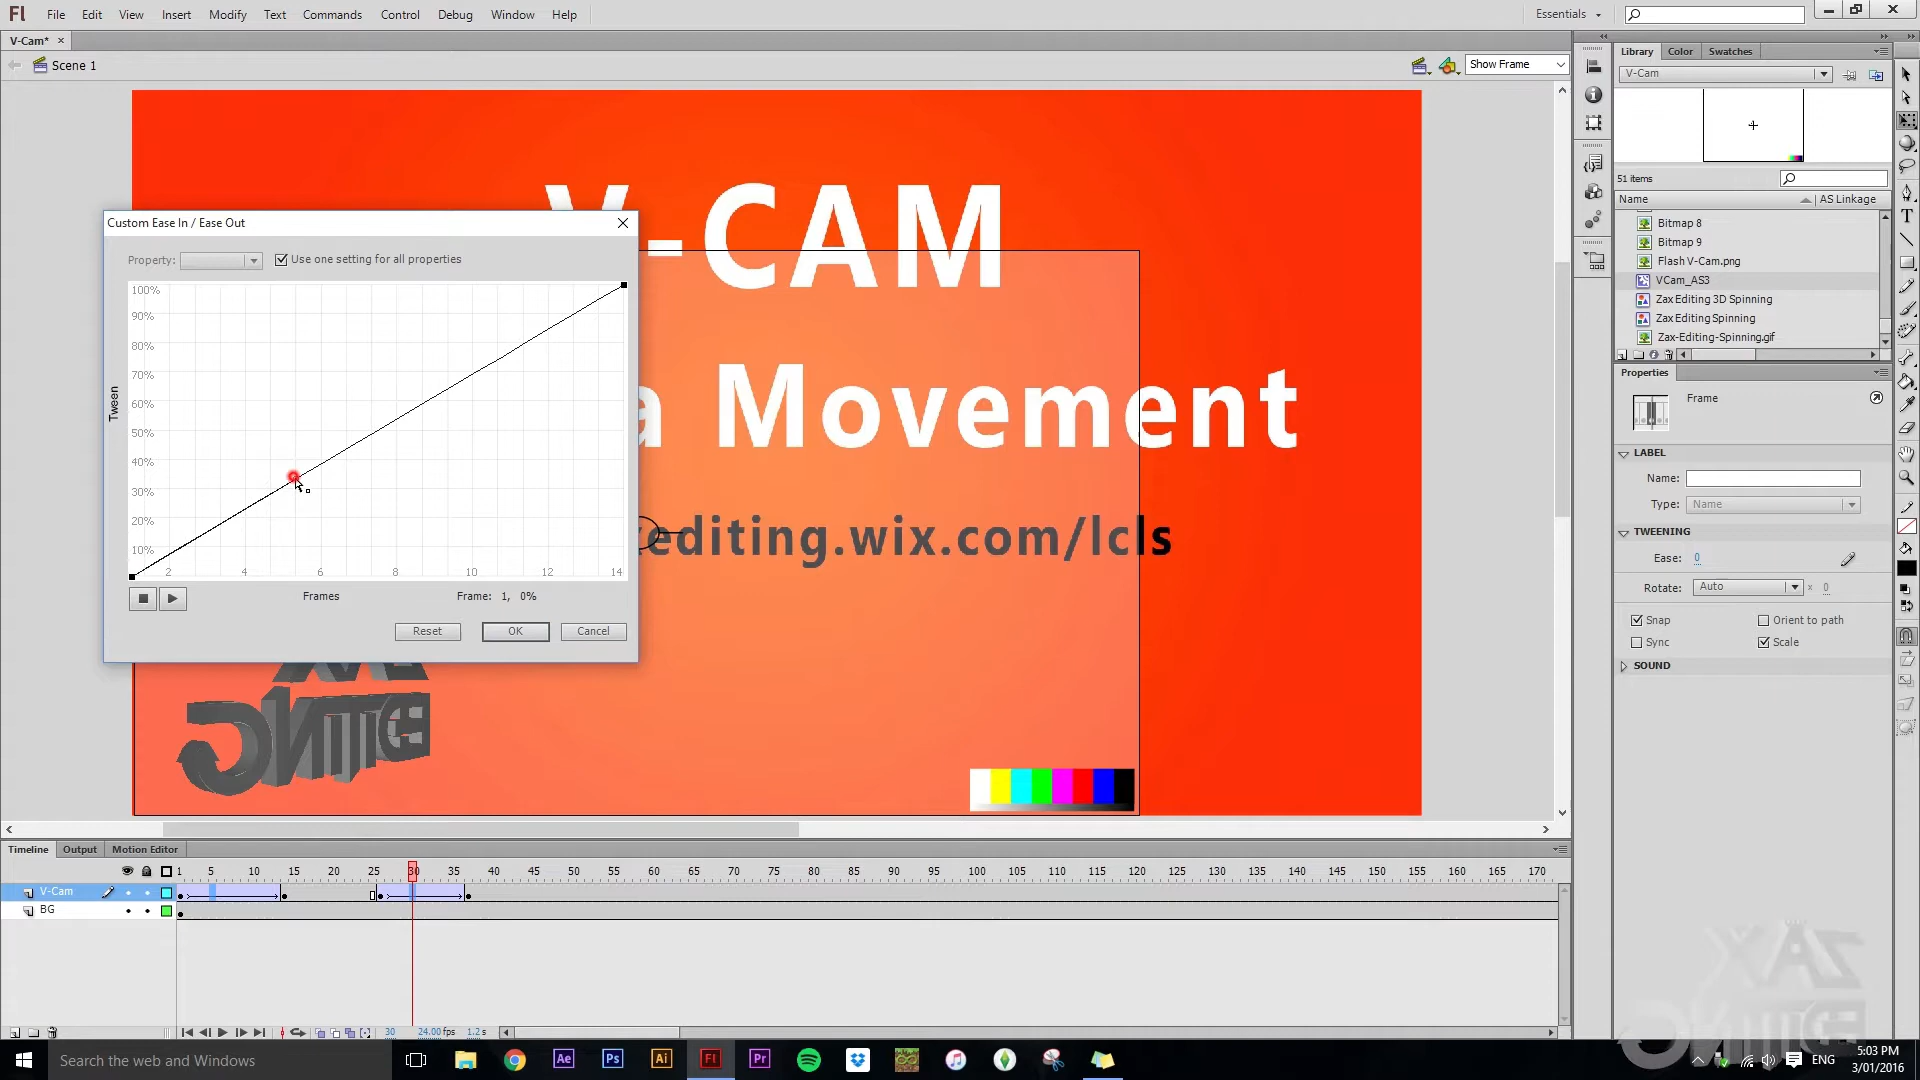 Fl File Edit View Insert Modify Text Commands Control Debug Window Help Essentials
V-Cam*
Scene 1
Show Frame
V-CAM
a Movement
editing.wix.com/lcls
Custom Ease In / Ease Out
Property:
Use one setting for all properties
100%
90%
80%
70%
60%
50%
40%
30%
20%
10%
Tween
2 4 6 8 10 12 14
Frames
Frame: 1, 0%
Reset OK Cancel
Library Color Swatches
V-Cam
51 items
Name AS Linkage
Bitmap 8
Bitmap 9
Flash V-Cam.png
VCam_AS3
Zax Editing 3D Spinning
Zax Editing Spinning
Zax-Editing-Spinning.gif
Properties
Frame
LABEL
Name:
Type: Name
TWEENING
Ease: 0
Rotate: Auto x 0
Snap Orient to path
Sync Scale
SOUND
Timeline Output Motion Editor
1 5 10 15 20 25 30 35 40 45 50 55 60 65 70 75 80 85 90 95 100 105 110 115 120 125 130 135 140 145 150 155 160 165 170
V-Cam
BG
30 24.00fps 1.2s
ZAX
EDITING
Search the web and Windows
Ae Ps Ai Fl Pr
ENG
5:03 PM
3/01/2016